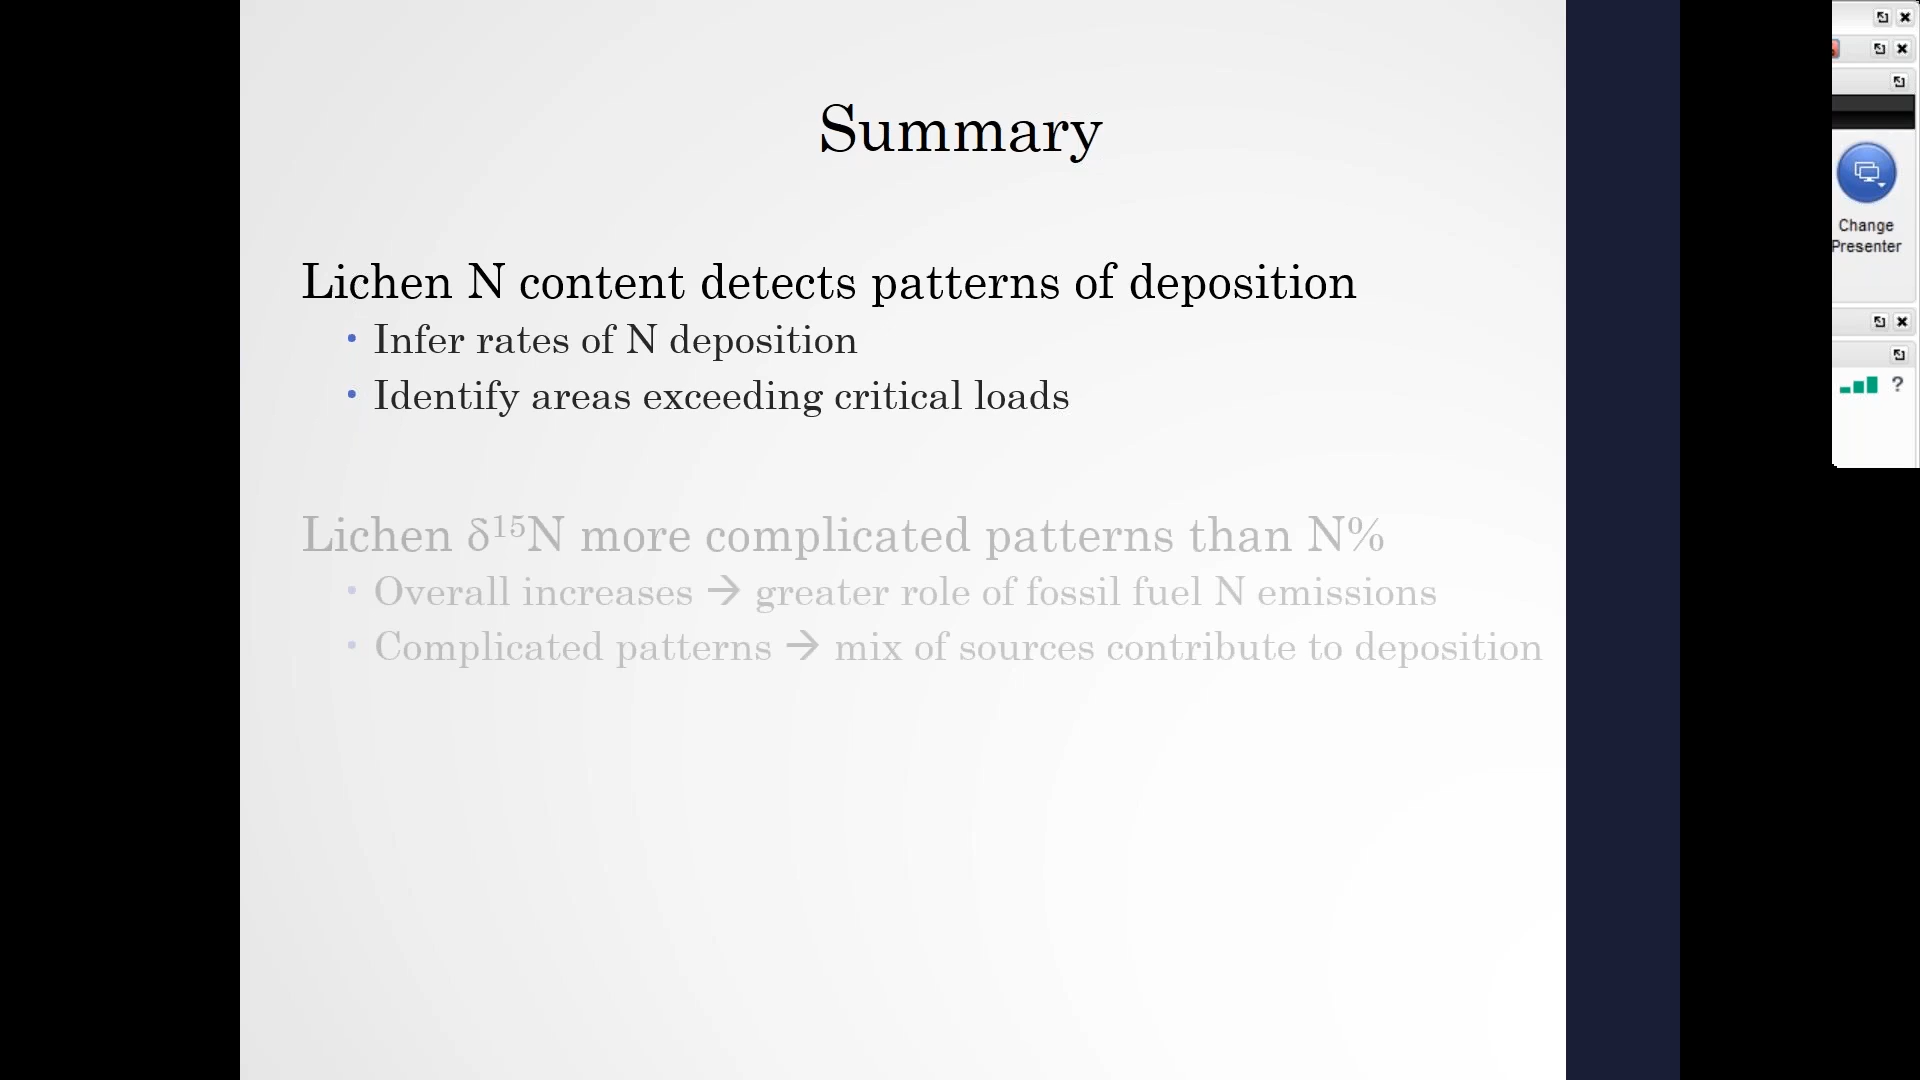 Summary
Lichen N content detects patterns of deposition
• Infer rates of N deposition
• Identify areas exceeding critical loads
Lichen δ¹⁵N more complicated patterns than N%
• Overall increases → greater role of fossil fuel N emissions
• Complicated patterns → mix of sources contribute to deposition
Change
Presenter
?